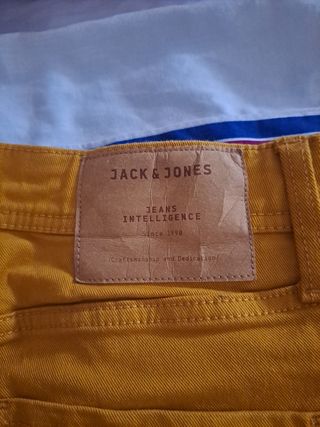 JACK & JONES
JEANS
INTELLIGENCE
Since 1990
/Craftsmanship and Dedication/